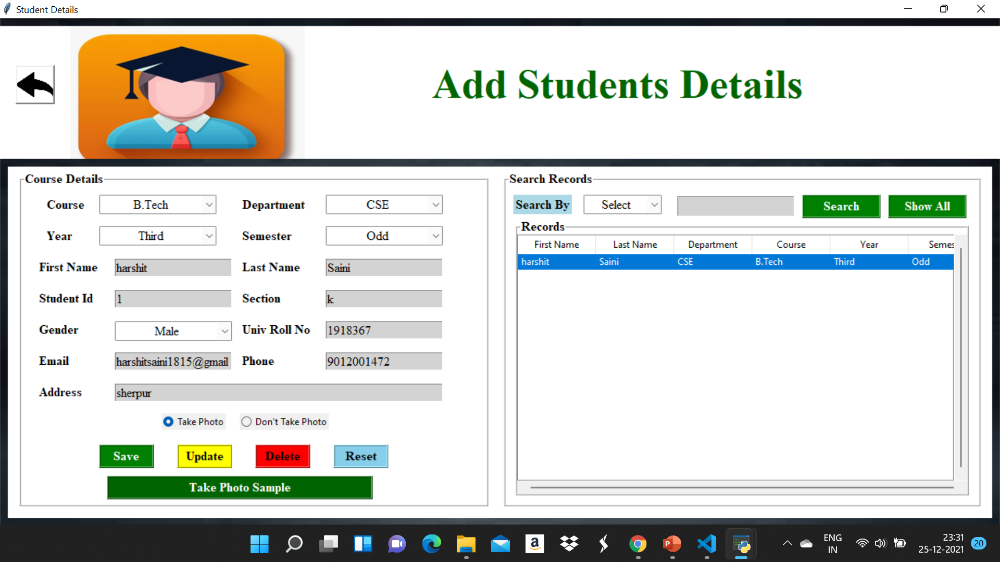 Student Details
Add Students Details
Course Details
Course B.Tech Department CSE
Year Third Semester Odd
First Name harshit Last Name Saini
Student Id 1 Section k
Gender Male Univ Roll No 1918367
Email harshitsaini1815@gmail Phone 9012001472
Address sherpur
Take Photo Don't Take Photo
Save Update Delete Reset
Take Photo Sample
Search Records
Search By Select Search Show All
Records
First Name Last Name Department Course Year Semes
harshit Saini CSE B.Tech Third Odd
a P
ENG
IN
23:31
25-12-2021
20